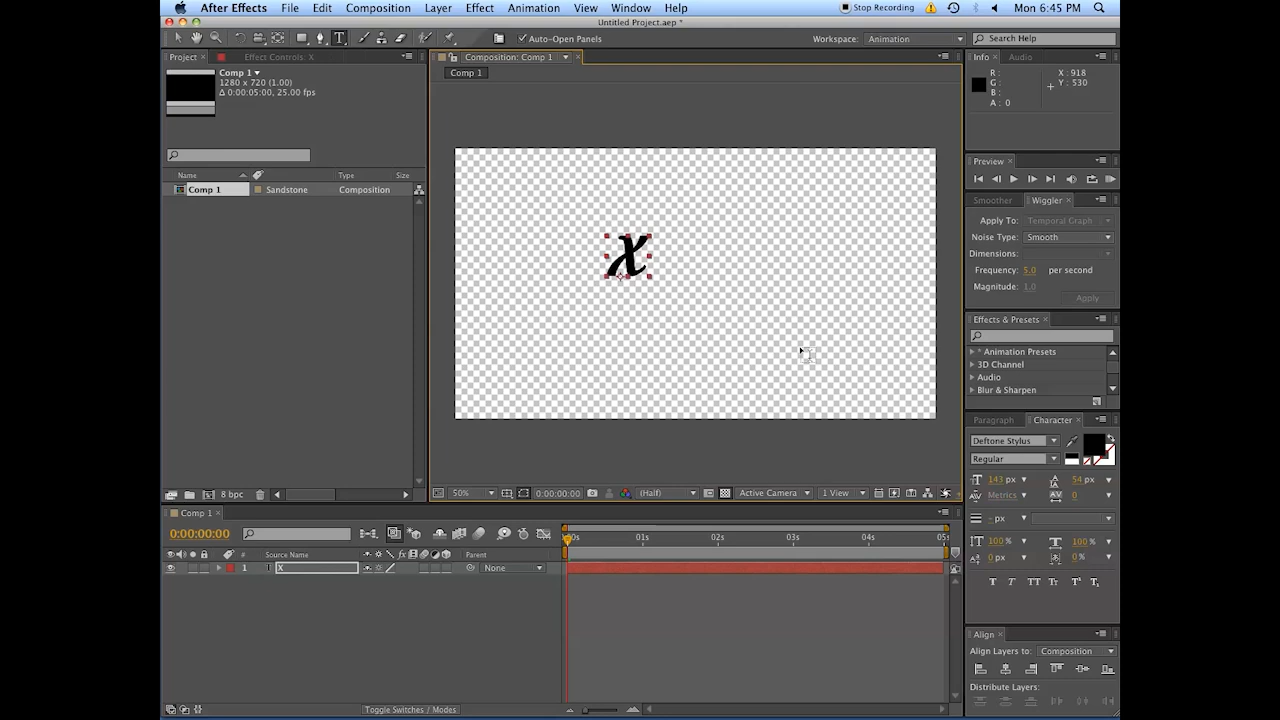 After Effects File Edit Composition Layer Effect Animation View Window Help Stop Recording Mon 6:45 PM
Untitled Project.aep *
Auto-Open Panels Workspace: Animation Search Help
Project Effect Controls: X Composition: Comp 1 Info Audio
Comp 1
1280 x 720 (1.00)
Δ 0:00:05:00, 25.00 fps
Comp 1
R:
G:
B:
A: 0
X: 918
Y: 530
Name Type Size
Comp 1 Sandstone Composition
x
Preview
Smoother Wiggler
Apply To: Temporal Graph
Noise Type: Smooth
Dimensions:
Frequency: 5.0 per second
Magnitude: 1.0
Apply
Effects & Presets
* Animation Presets
3D Channel
Audio
Blur & Sharpen
Paragraph Character
Deftone Stylus
Regular
143 px 54 px
Metrics 0
- px
100% 100%
0 px 0%
T T TT Tr T¹ T₁
8 bpc
50% 0:00:00:00 (Half) Active Camera 1 View
Comp 1
0:00:00:00
:00s 01s 02s 03s 04s 05s
# Source Name Parent
1 T X None
Toggle Switches / Modes
Align
Align Layers to: Composition
Distribute Layers: